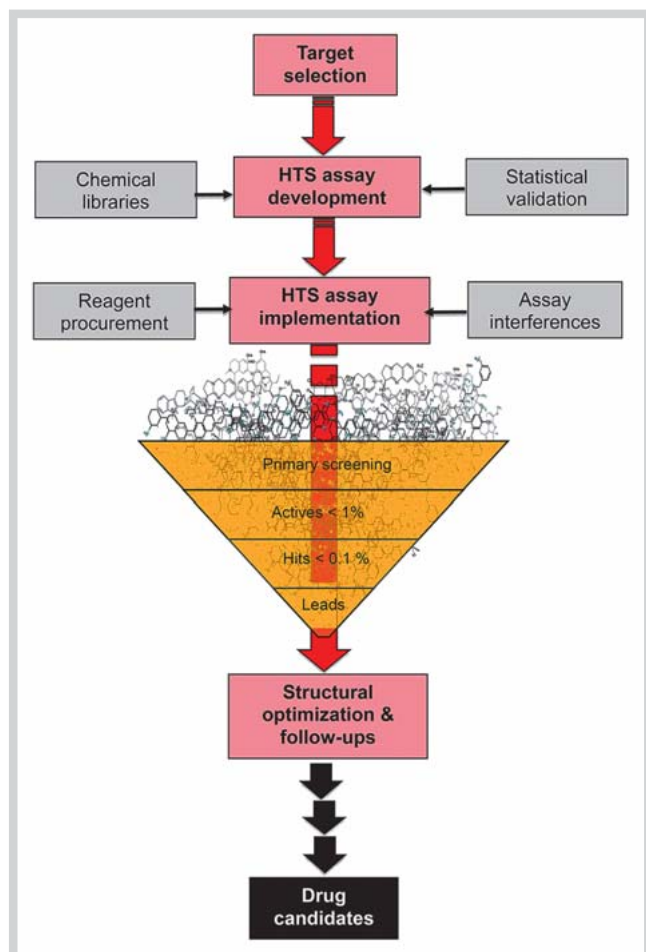 Target
selection
Chemical
libraries
HTS assay
development
Statistical
validation
Reagent
procurement
HTS assay
implementation
Assay
interferences
Primary screening
Actives < 1%
Hits < 0.1 %
Leads
Structural
optimization &
follow-ups
Drug
candidates